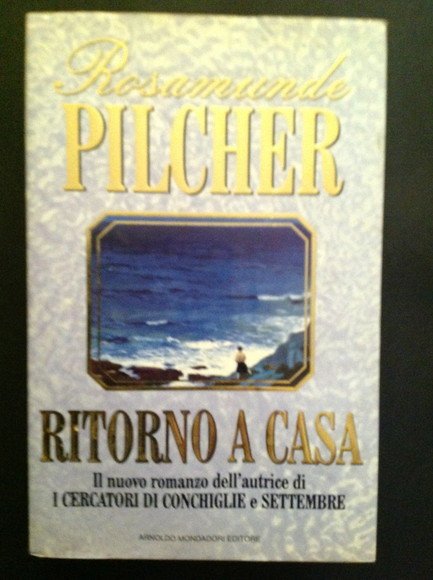 Rosamunde
PILCHER
RITORNO A CASA
Il nuovo romanzo dell'autrice di
I CERCATORI DI CONCHIGLIE e SETTEMBRE
ARNOLDO MONDADORI EDITORE